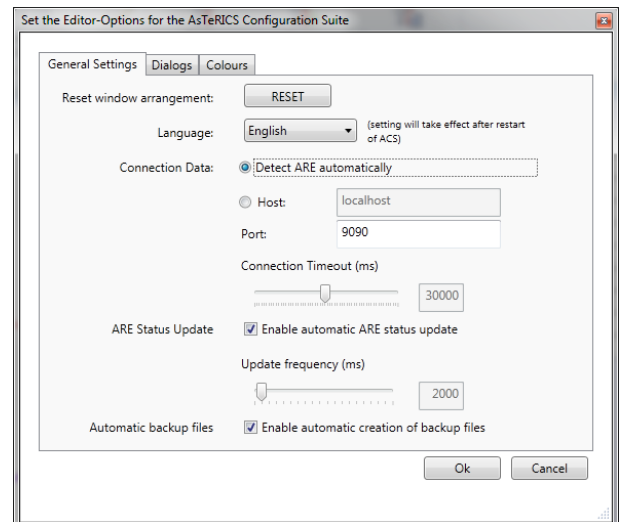 Set the Editor-Options for the AsTeRICS Configuration Suite
General Settings Dialogs Colours
Reset window arrangement: RESET
Language: English (setting will take effect after restart
of ACS)
Connection Data: Detect ARE automatically
Host: localhost
Port: 9090
Connection Timeout (ms)
30000
ARE Status Update Enable automatic ARE status update
Update frequency (ms)
2000
Automatic backup files Enable automatic creation of backup files
Ok Cancel